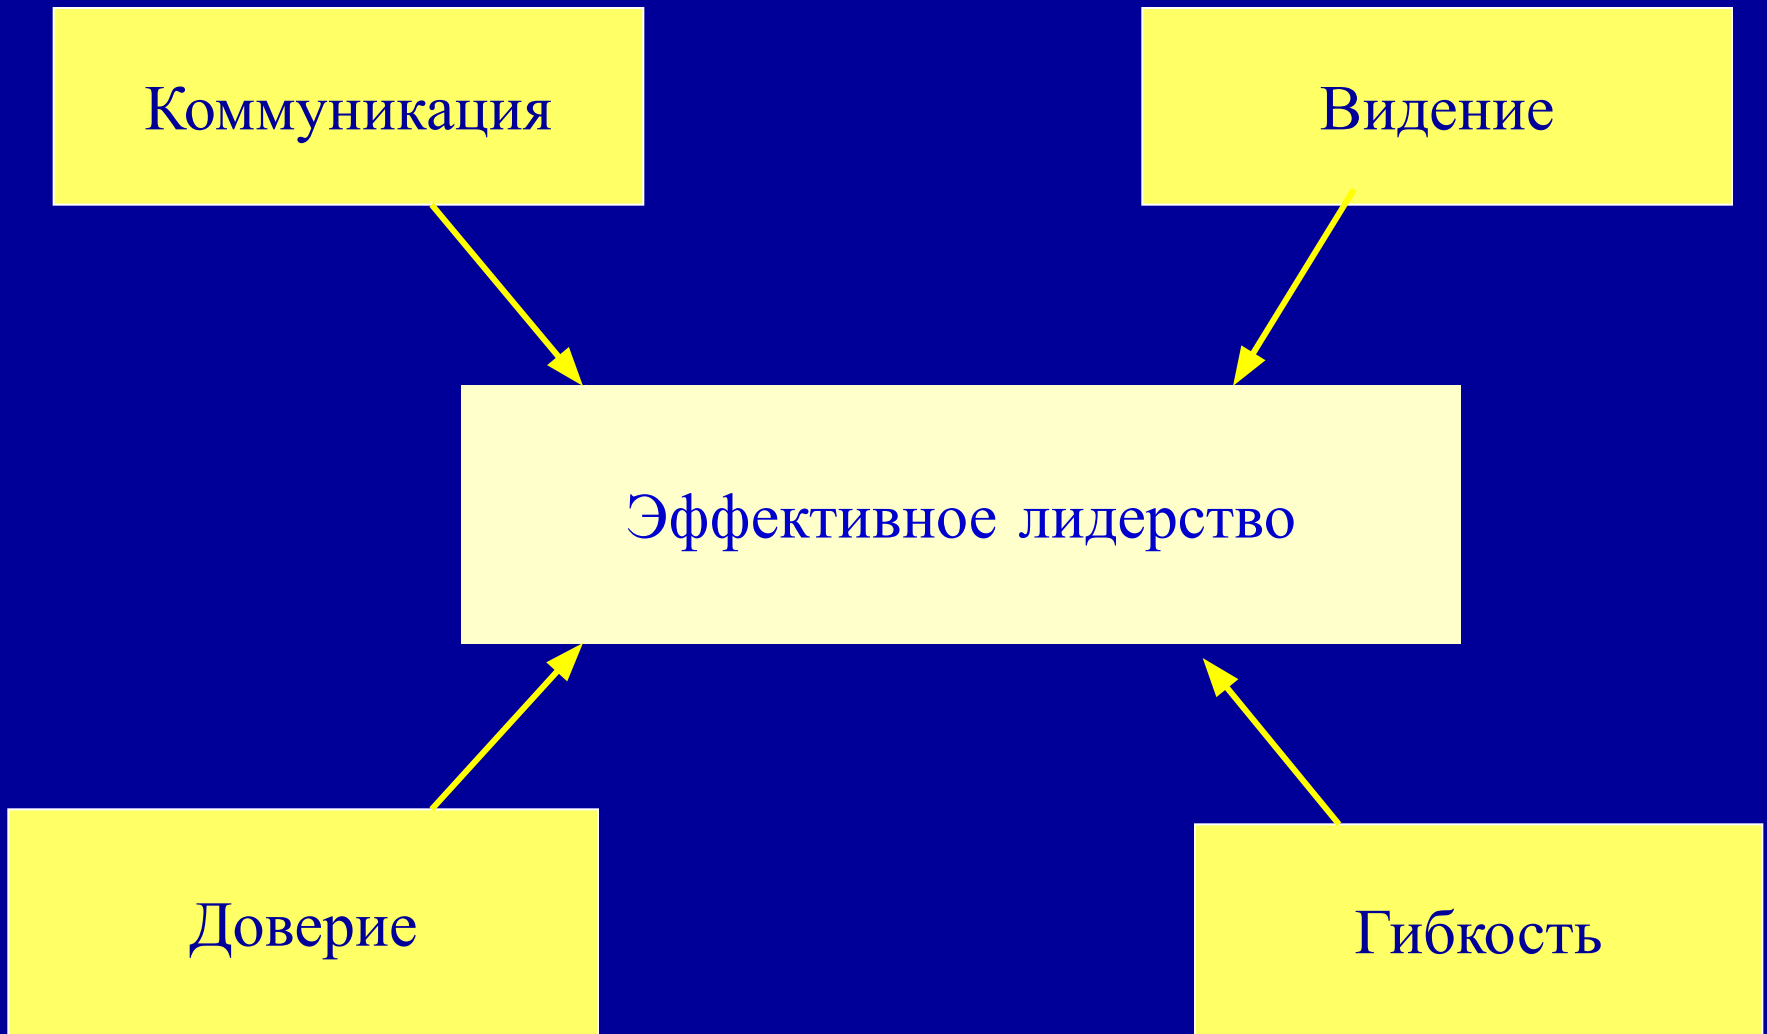 Коммуникация
Видение
Эффективное лидерство
Доверие
Гибкость